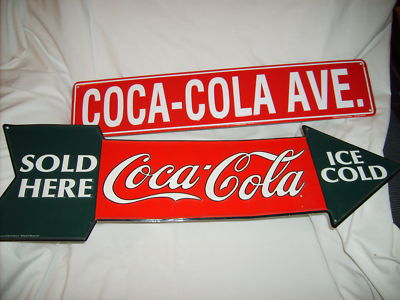 COCA-COLA AVE.
SOLD HERE
Coca-Cola
ICE COLD